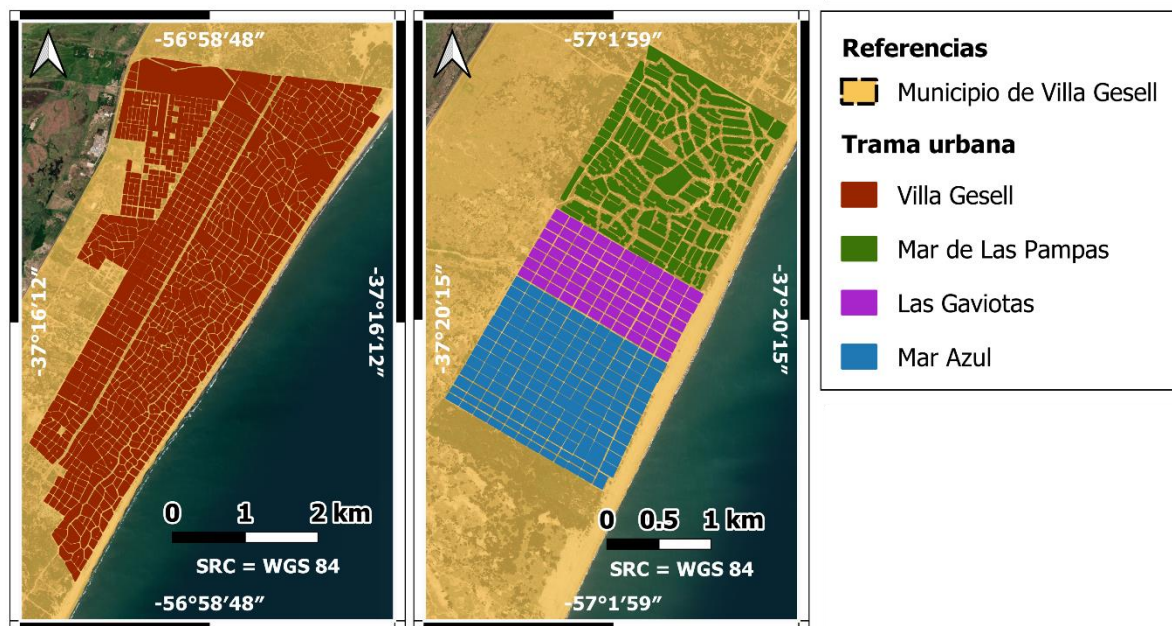 -56°58′48″
-37°16′12″
-37°16′12″
0 1 2 km
SRC = WGS 84
-56°58′48″
-57°1′59″
-37°20′15″
-37°20′15″
0 0.5 1 km
SRC = WGS 84
-57°1′59″
Referencias
Municipio de Villa Gesell
Trama urbana
Villa Gesell
Mar de Las Pampas
Las Gaviotas
Mar Azul